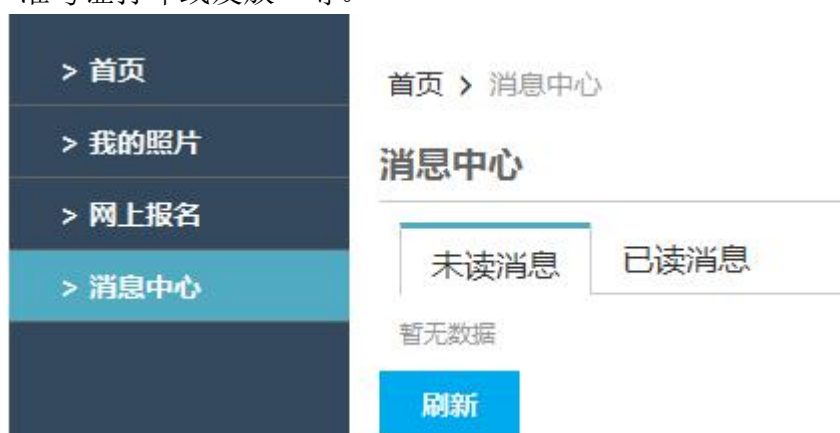 > 首页
> 我的照片
> 网上报名
> 消息中心
首页 > 消息中心
消息中心
未读消息 已读消息
暂无数据
刷新